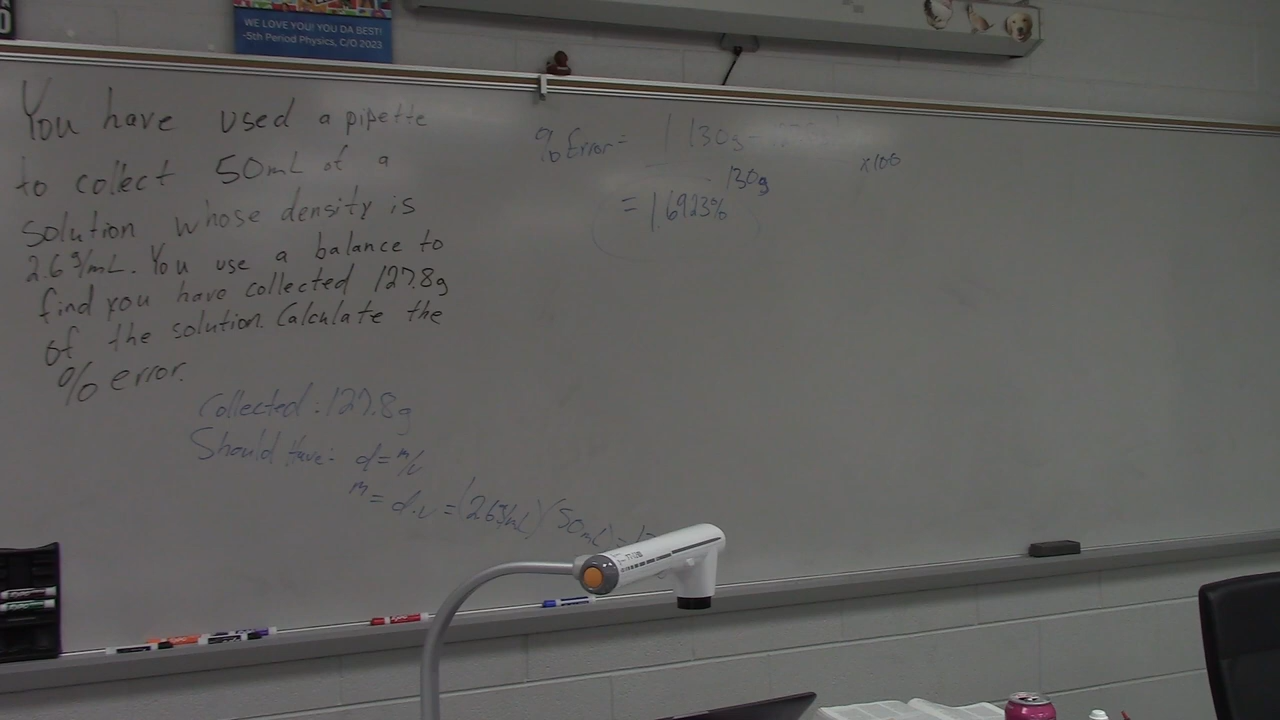 WE LOVE YOU! YOU DA BEST!
-5th Period Physics, C/O 2023
You have used a pipette
to collect 50mL of a
solution whose density is
2.6 g/mL. You use a balance to
find you have collected 127.8g
of the solution. Calculate the
% error.
Collected: 127.8g
Should have: d = m/v
m = d·v = (2.6g/mL)(50mL) =
% Error = | 130g -
x100
130g
= 1.6923%